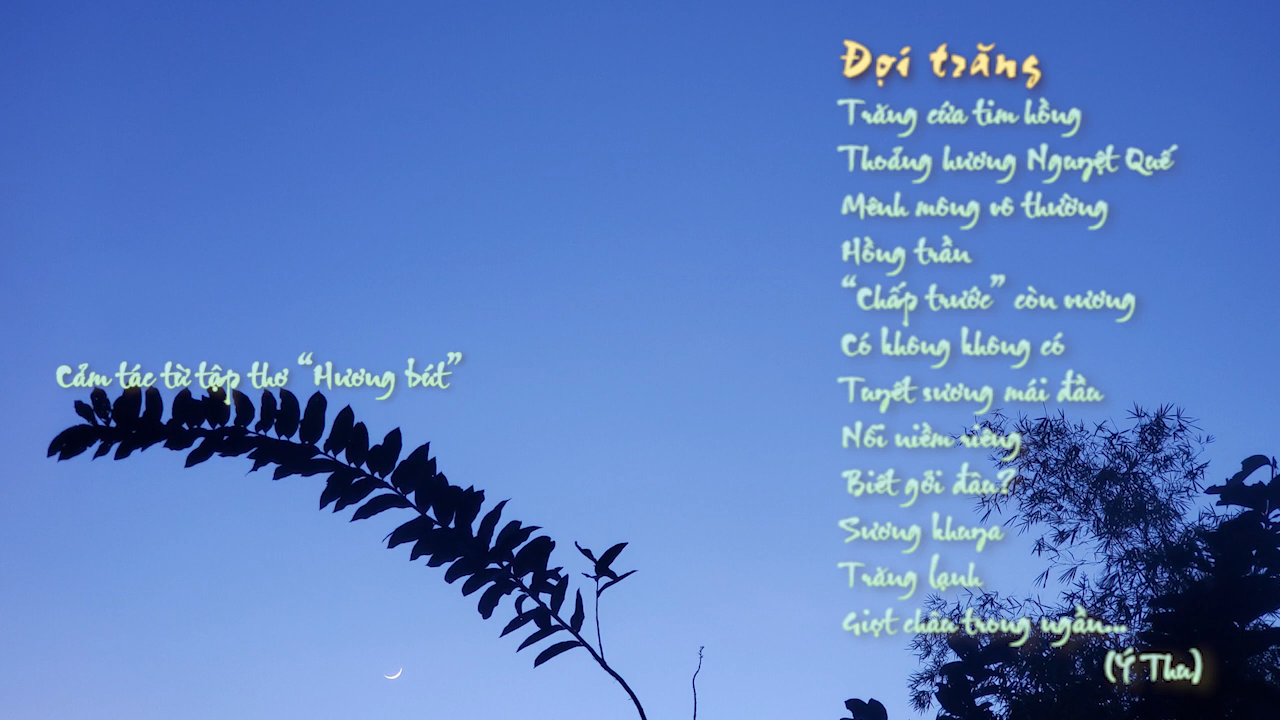 Đợi trăng
Trăng cứa tim hồng
Thoảng hương Nguyệt Quế
Mênh mông vô thường
Hồng trần
“Chấp trước” còn vương
Có không không có
Tuyết sương mái đầu
Nỗi niềm riêng
Biết gởi đâu?
Sương khuya
Trăng lạnh
Giọt châu trong ngần...
(Ý Thu)
Cảm tác từ tập thơ “Hương bút”